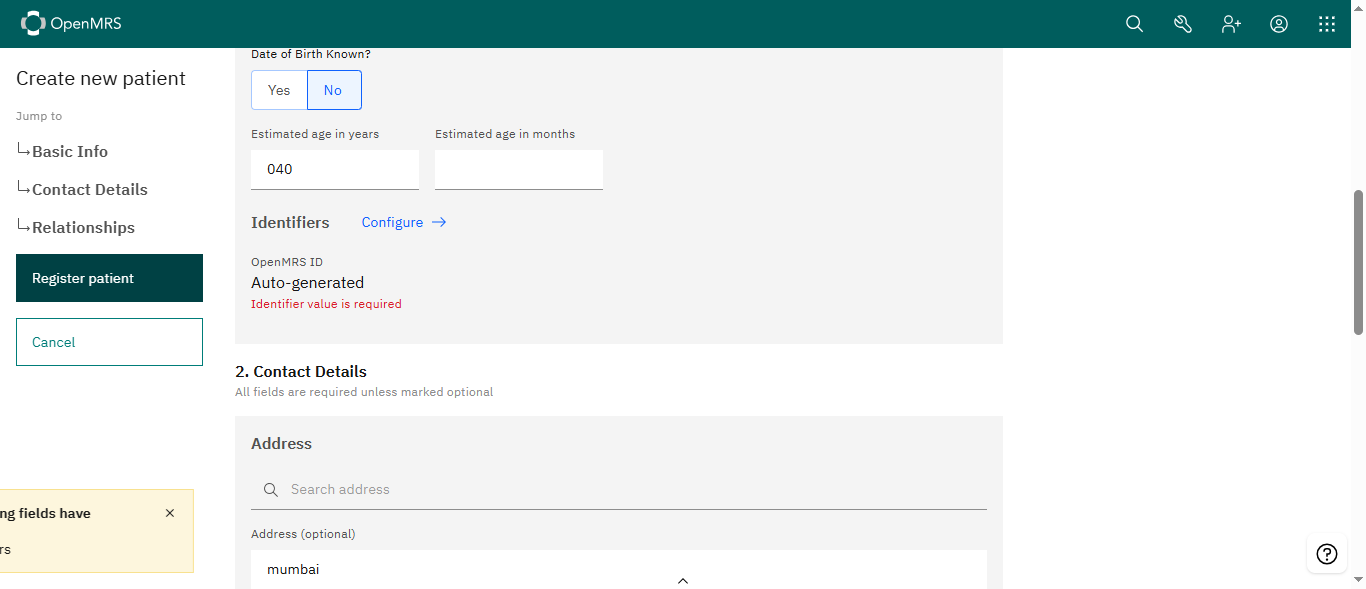 OpenMRS
Create new patient
Jump to
Basic Info
Contact Details
Relationships
Register patient
Cancel
ng fields have
rs
Date of Birth Known?
Yes No
Estimated age in years Estimated age in months
040
Identifiers Configure →
OpenMRS ID
Auto-generated
Identifier value is required
2. Contact Details
All fields are required unless marked optional
Address
Search address
Address (optional)
mumbai